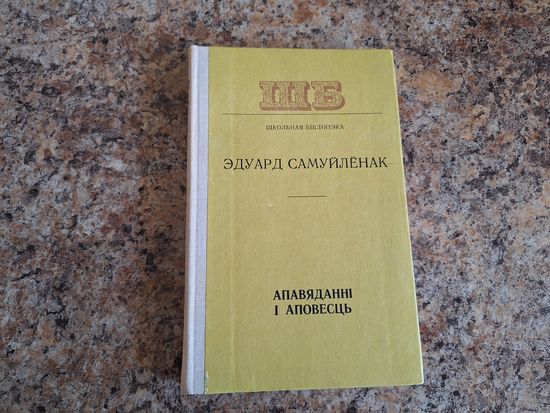 ШБ
ШКОЛЬНАЯ БІБЛІЯТЭКА
ЭДУАРД САМУЙЛЁНАК
АПАВЯДАННІ
І АПОВЕСЦЬ